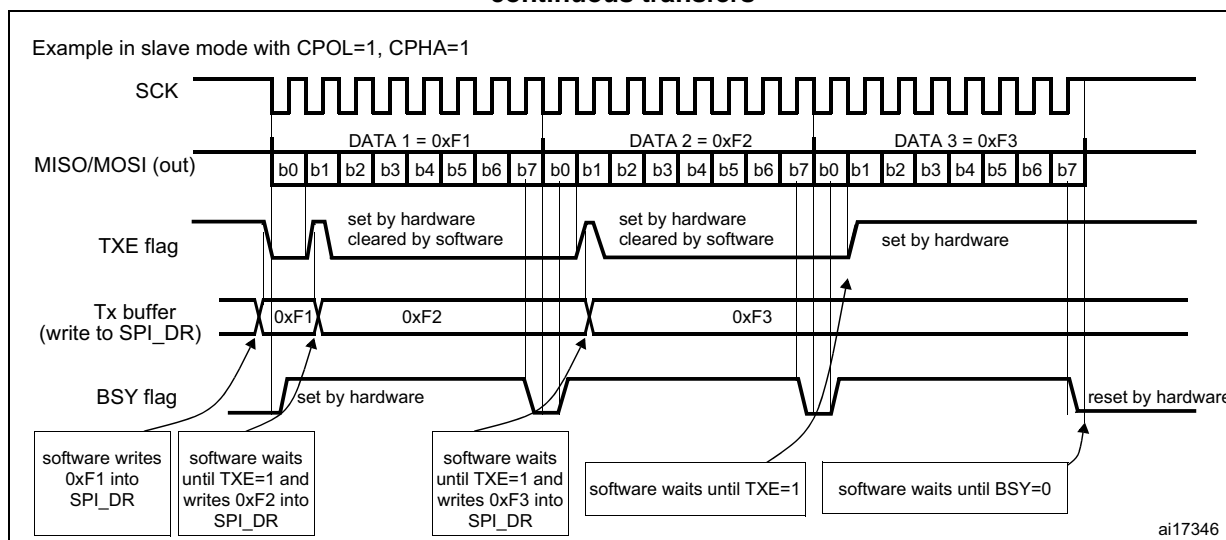 continuous transfers
Example in slave mode with CPOL=1, CPHA=1
SCK
DATA 1 = 0xF1
DATA 2 = 0xF2
DATA 3 = 0xF3
MISO/MOSI (out)
b0 b1 b2 b3 b4 b5 b6 b7 b0 b1 b2 b3 b4 b5 b6 b7 b0 b1 b2 b3 b4 b5 b6 b7
TXE flag
set by hardware
cleared by software
set by hardware
cleared by software
set by hardware
Tx buffer
(write to SPI_DR)
0xF1
0xF2
0xF3
BSY flag
set by hardware
reset by hardware
software writes
0xF1 into
SPI_DR
software waits
until TXE=1 and
writes 0xF2 into
SPI_DR
software waits
until TXE=1 and
writes 0xF3 into
SPI_DR
software waits until TXE=1
software waits until BSY=0
ai17346